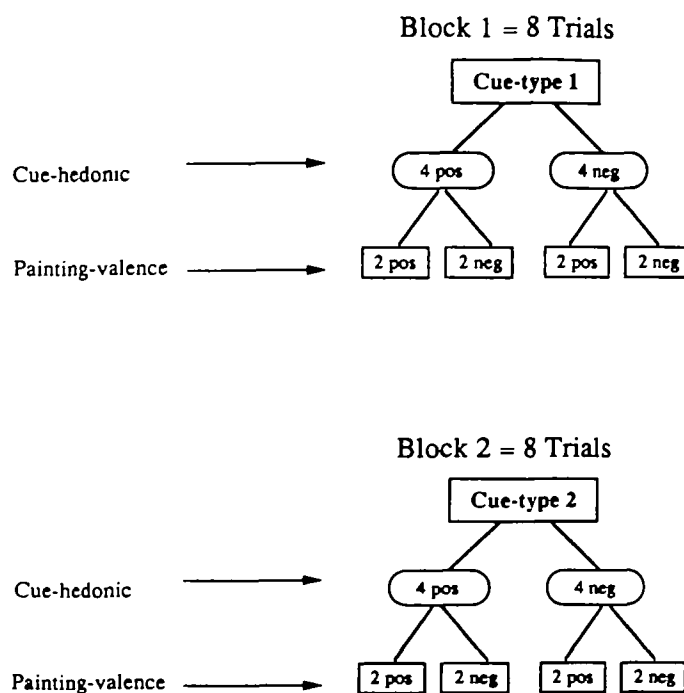 Block 1 = 8 Trials
Cue-type 1
Cue-hedonic 4 pos 4 neg
Painting-valence 2 pos 2 neg 2 pos 2 neg
Block 2 = 8 Trials
Cue-type 2
Cue-hedonic 4 pos 4 neg
Painting-valence 2 pos 2 neg 2 pos 2 neg